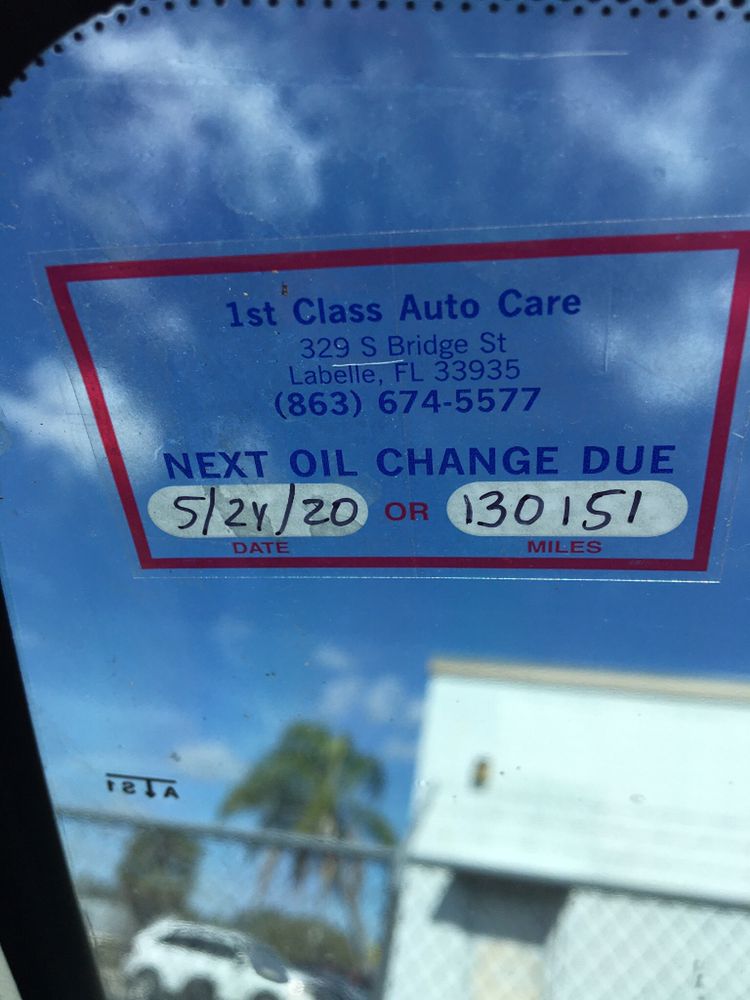 1st Class Auto Care
329 S Bridge St
Labelle, FL 33935
(863) 674-5577
NEXT OIL CHANGE DUE
5/24/20 OR 130151
DATE MILES
AS1